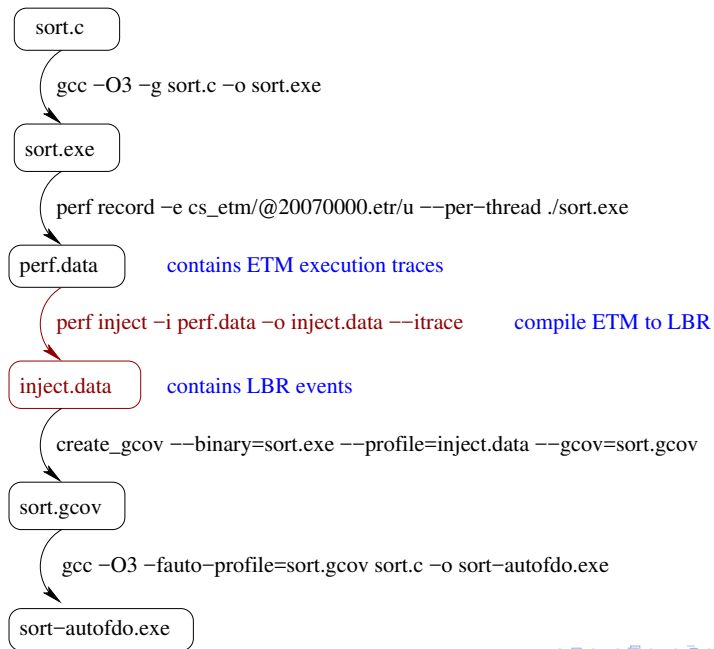 sort.c
gcc −O3 −g sort.c −o sort.exe
sort.exe
perf record −e cs_etm/@20070000.etr/u −−per−thread ./sort.exe
perf.data contains ETM execution traces
perf inject −i perf.data −o inject.data −−itrace compile ETM to LBR
inject.data contains LBR events
create_gcov −−binary=sort.exe −−profile=inject.data −−gcov=sort.gcov
sort.gcov
gcc −O3 −fauto−profile=sort.gcov sort.c −o sort−autofdo.exe
sort−autofdo.exe